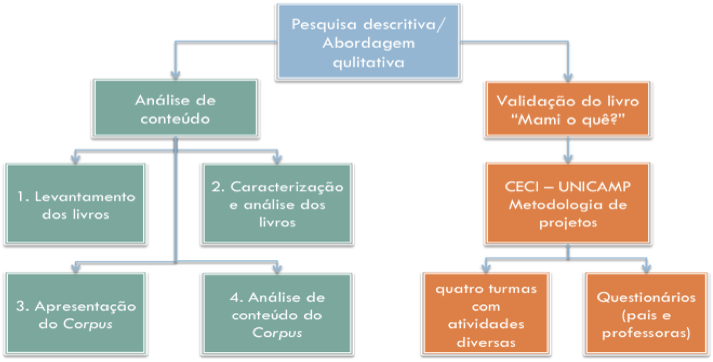 Pesquisa descritiva/
Abordagem
qulitativa
Análise de
conteúdo
Validação do livro
"Mami o quê?"
1. Levantamento
dos livros
2. Caracterização
e análise dos
livros
CECI – UNICAMP
Metodologia de
projetos
3. Apresentação
do Corpus
4. Análise de
conteúdo do
Corpus
quatro turmas
com
atividades
diversas
Questionários
(pais e
professoras)